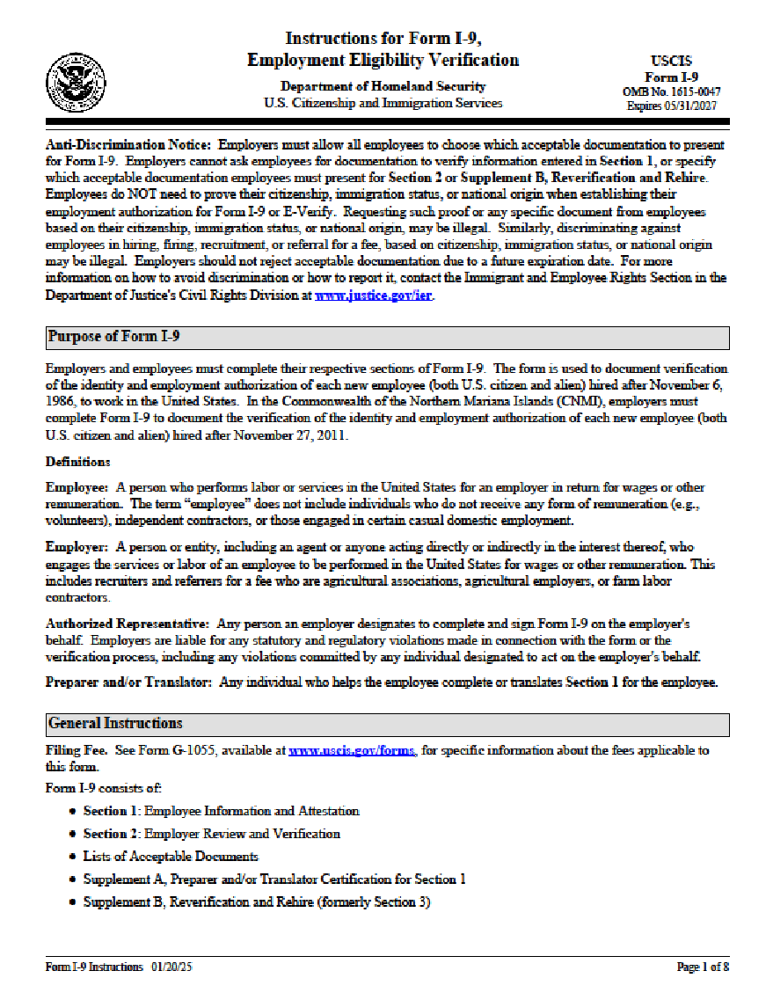 Instructions for Form I-9,
Employment Eligibility Verification
Department of Homeland Security
U.S. Citizenship and Immigration Services
USCIS
Form I-9
OMB No. 1615-0047
Expires 05/31/2027
Anti-Discrimination Notice: Employers must allow all employees to choose which acceptable documentation to present
for Form I-9. Employers cannot ask employees for documentation to verify information entered in Section 1, or specify
which acceptable documentation employees must present for Section 2 or Supplement B, Reverification and Rehire.
Employees do NOT need to prove their citizenship, immigration status, or national origin when establishing their
employment authorization for Form I-9 or E-Verify. Requesting such proof or any specific document from employees
based on their citizenship, immigration status, or national origin, may be illegal. Similarly, discriminating against
employees in hiring, firing, recruitment, or referral for a fee, based on citizenship, immigration status, or national origin
may be illegal. Employers should not reject acceptable documentation due to a future expiration date. For more
information on how to avoid discrimination or how to report it, contact the Immigrant and Employee Rights Section in the
Department of Justice's Civil Rights Division at www.justice.gov/ier.
Purpose of Form I-9
Employers and employees must complete their respective sections of Form I-9. The form is used to document verification
of the identity and employment authorization of each new employee (both U.S. citizen and alien) hired after November 6,
1986, to work in the United States. In the Commonwealth of the Northern Mariana Islands (CNMI), employers must
complete Form I-9 to document the verification of the identity and employment authorization of each new employee (both
U.S. citizen and alien) hired after November 27, 2011.
Definitions
Employee: A person who performs labor or services in the United States for an employer in return for wages or other
remuneration. The term “employee” does not include individuals who do not receive any form of remuneration (e.g.,
volunteers), independent contractors, or those engaged in certain casual domestic employment.
Employer: A person or entity, including an agent or anyone acting directly or indirectly in the interest thereof, who
engages the services or labor of an employee to be performed in the United States for wages or other remuneration. This
includes recruiters and referrers for a fee who are agricultural associations, agricultural employers, or farm labor
contractors.
Authorized Representative: Any person an employer designates to complete and sign Form I-9 on the employer's
behalf. Employers are liable for any statutory and regulatory violations made in connection with the form or the
verification process, including any violations committed by any individual designated to act on the employer's behalf.
Preparer and/or Translator: Any individual who helps the employee complete or translates Section 1 for the employee.
General Instructions
Filing Fee. See Form G-1055, available at www.uscis.gov/forms, for specific information about the fees applicable to
this form.
Form I-9 consists of:
● Section 1: Employee Information and Attestation
● Section 2: Employer Review and Verification
● Lists of Acceptable Documents
● Supplement A, Preparer and/or Translator Certification for Section 1
● Supplement B, Reverification and Rehire (formerly Section 3)
Form I-9 Instructions 01/20/25
Page 1 of 8